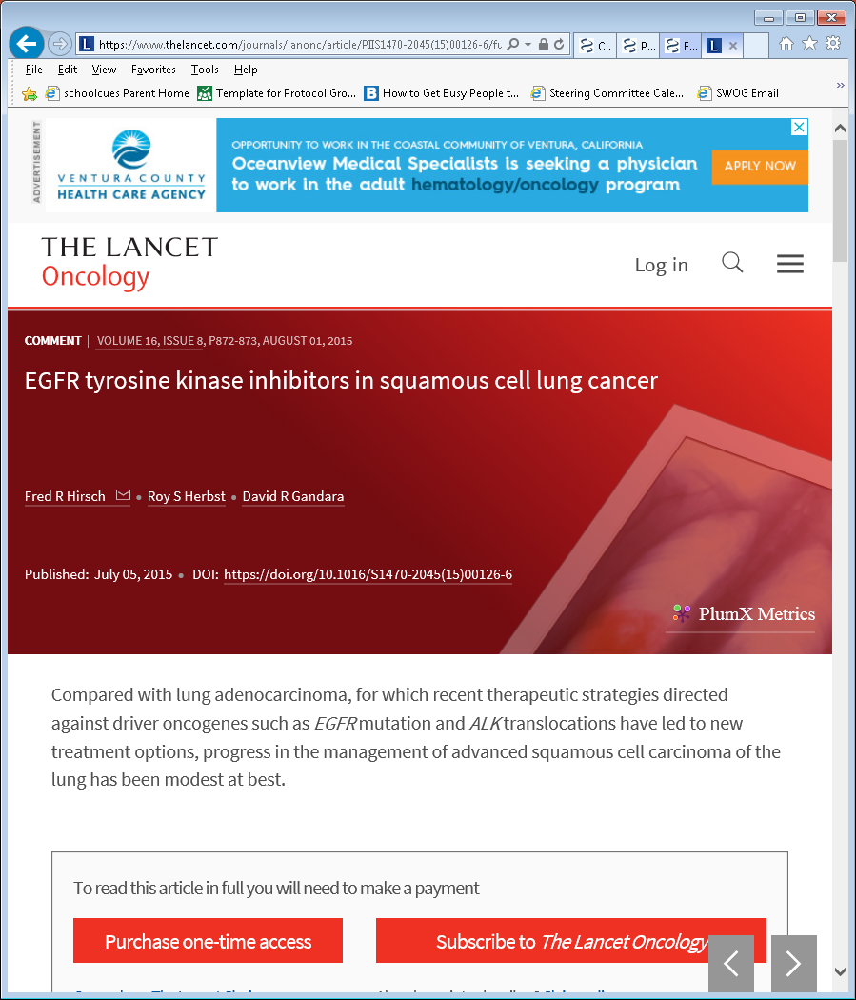 https://www.thelancet.com/journals/lanonc/article/PIIS1470-2045(15)00126-6/fu
C... P... E... L
File Edit View Favorites Tools Help
schoolcues Parent Home Template for Protocol Gro... How to Get Busy People t... Steering Committee Cale... SWOG Email
ADVERTISEMENT
VENTURA COUNTY
HEALTH CARE AGENCY
OPPORTUNITY TO WORK IN THE COASTAL COMMUNITY OF VENTURA, CALIFORNIA
Oceanview Medical Specialists is seeking a physician
to work in the adult hematology/oncology program
APPLY NOW
THE LANCET
Oncology
Log in
COMMENT | VOLUME 16, ISSUE 8, P872-873, AUGUST 01, 2015
EGFR tyrosine kinase inhibitors in squamous cell lung cancer
Fred R Hirsch • Roy S Herbst • David R Gandara
Published: July 05, 2015 • DOI: https://doi.org/10.1016/S1470-2045(15)00126-6
PlumX Metrics
Compared with lung adenocarcinoma, for which recent therapeutic strategies directed
against driver oncogenes such as EGFR mutation and ALK translocations have led to new
treatment options, progress in the management of advanced squamous cell carcinoma of the
lung has been modest at best.
To read this article in full you will need to make a payment
Purchase one-time access
Subscribe to The Lancet Oncology